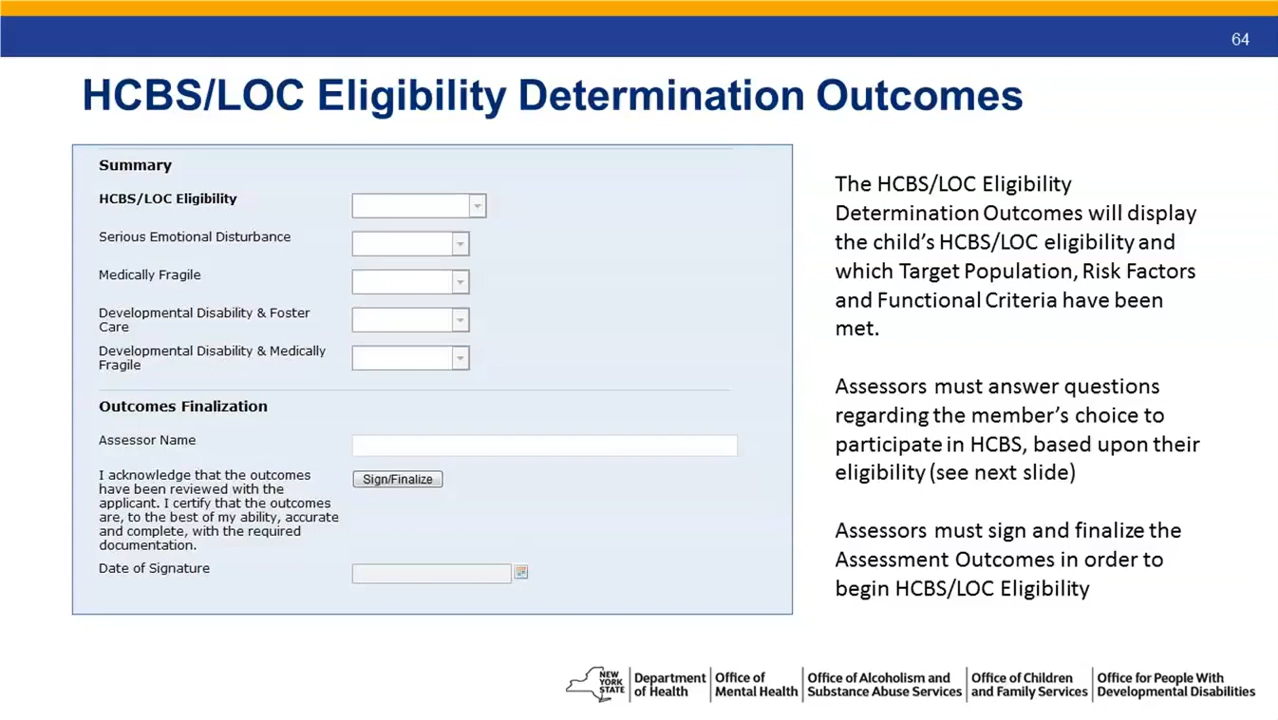 64
HCBS/LOC Eligibility Determination Outcomes
Summary
HCBS/LOC Eligibility
Serious Emotional Disturbance
Medically Fragile
Developmental Disability & Foster
Care
Developmental Disability & Medically
Fragile
Outcomes Finalization
Assessor Name
I acknowledge that the outcomes
have been reviewed with the
applicant. I certify that the outcomes
are, to the best of my ability, accurate
and complete, with the required
documentation.
Sign/Finalize
Date of Signature
The HCBS/LOC Eligibility
Determination Outcomes will display
the child's HCBS/LOC eligibility and
which Target Population, Risk Factors
and Functional Criteria have been
met.
Assessors must answer questions
regarding the member's choice to
participate in HCBS, based upon their
eligibility (see next slide)
Assessors must sign and finalize the
Assessment Outcomes in order to
begin HCBS/LOC Eligibility
NEW
YORK
STATE
Department
of Health
Office of
Mental Health
Office of Alcoholism and
Substance Abuse Services
Office of Children
and Family Services
Office for People With
Developmental Disabilities